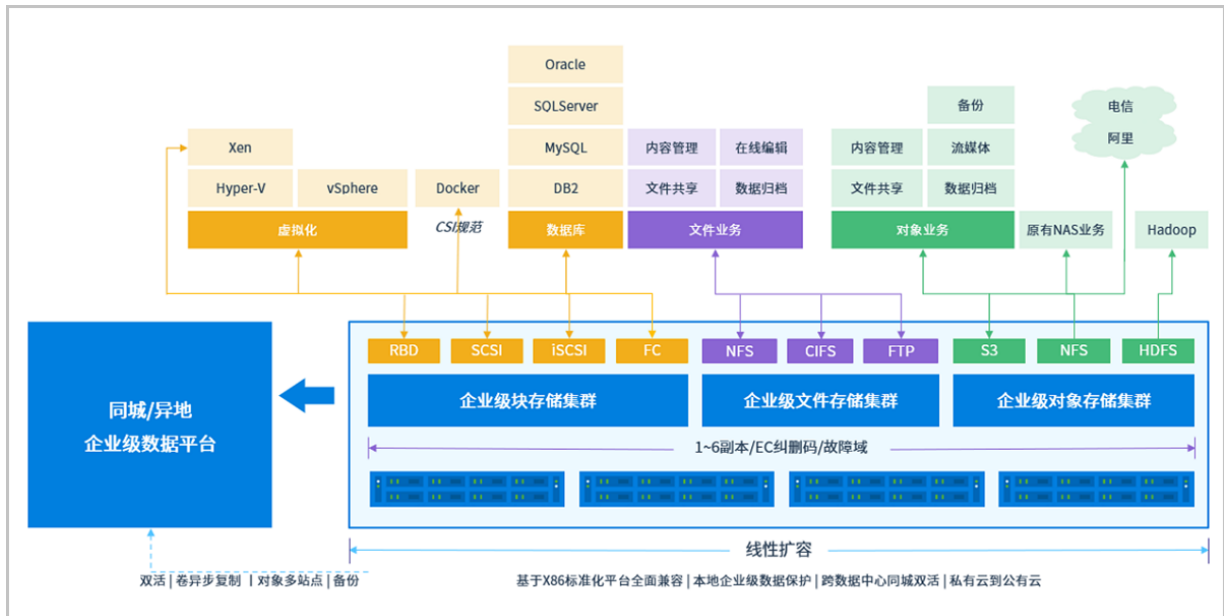 Oracle
SQLServer
备份
电信
Xen
MySQL
内容管理
在线编辑
内容管理
流媒体
阿里
Hyper-V
vSphere
Docker
DB2
文件共享
数据归档
文件共享
数据归档
虚拟化
CSI规范
数据库
文件业务
对象业务
原有NAS业务
Hadoop
RBD
SCSI
iSCSI
FC
NFS
CIFS
FTP
S3
NFS
HDFS
同城/异地
企业级数据平台
企业级块存储集群
企业级文件存储集群
企业级对象存储集群
1~6副本/EC纠删码/故障域
线性扩容
双活 | 卷异步复制 | 对象多站点 | 备份
基于X86标准化平台全面兼容 | 本地企业级数据保护 | 跨数据中心同城双活 | 私有云到公有云